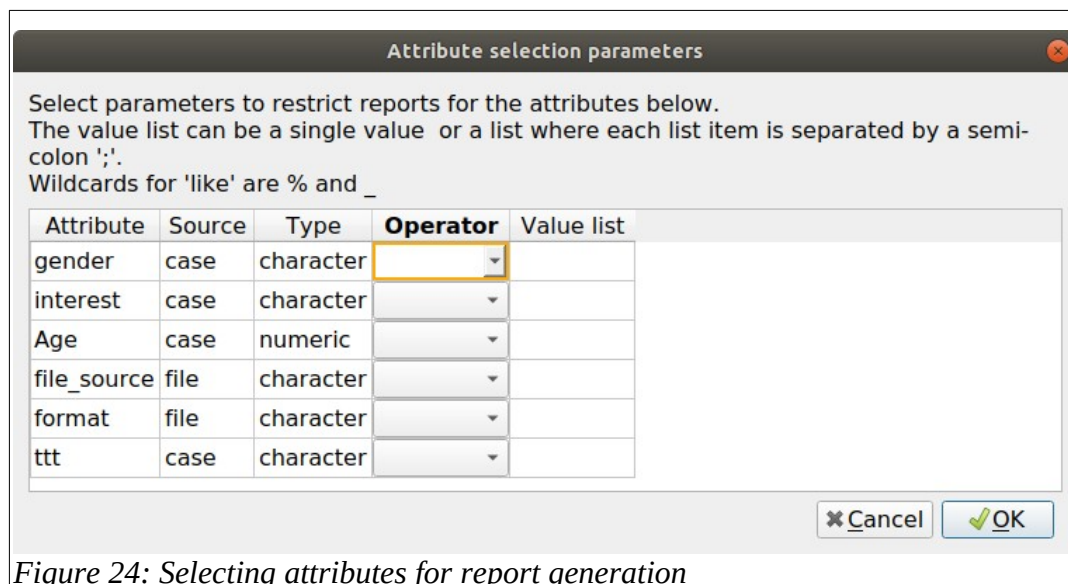 Attribute selection parameters
Select parameters to restrict reports for the attributes below.
The value list can be a single value  or a list where each list item is separated by a semi-
colon ';'.
Wildcards for 'like' are % and _
Attribute Source Type Operator Value list
gender case character
interest case character
Age case numeric
file_source file character
format file character
ttt case character
Cancel OK
Figure 24: Selecting attributes for report generation